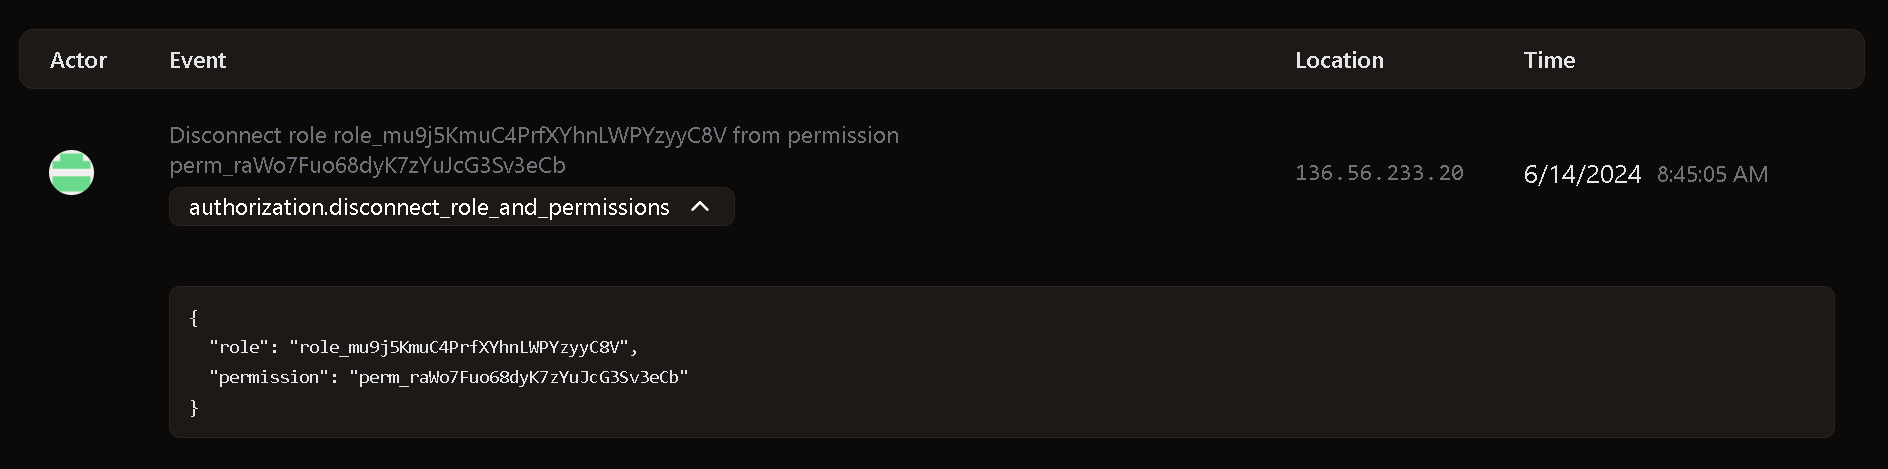 Actor Event Location Time
Disconnect role role_mu9j5KmuC4PrfXYhnLWPYzyyC8V from permission
perm_raWo7Fuo68dyK7zYuJcG3Sv3eCb
136.56.233.20 6/14/2024 8:45:05 AM
authorization.disconnect_role_and_permissions
{
"role": "role_mu9j5KmuC4PrfXYhnLWPYzyyC8V",
"permission": "perm_raWo7Fuo68dyK7zYuJcG3Sv3eCb"
}